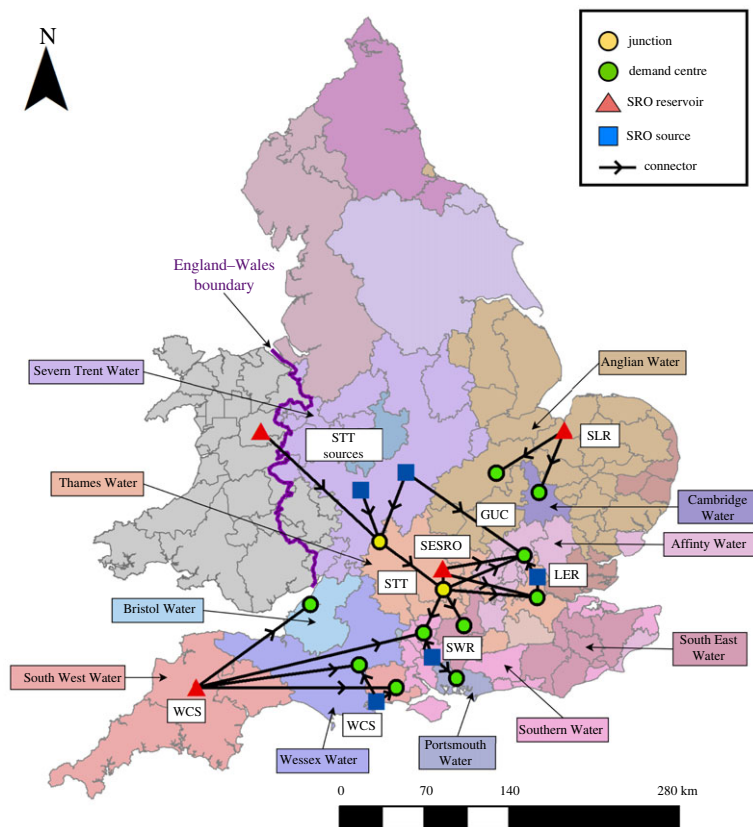 N
junction
demand centre
SRO reservoir
SRO source
connector
England–Wales
boundary
Severn Trent Water
Anglian Water
STT
sources
SLR
Thames Water
GUC
Cambridge
Water
SESRO
Affinty Water
STT
LER
Bristol Water
SWR
South East
Water
South West Water
WCS
WCS
Southern Water
Wessex Water
Portsmouth
Water
0 70 140 280 km